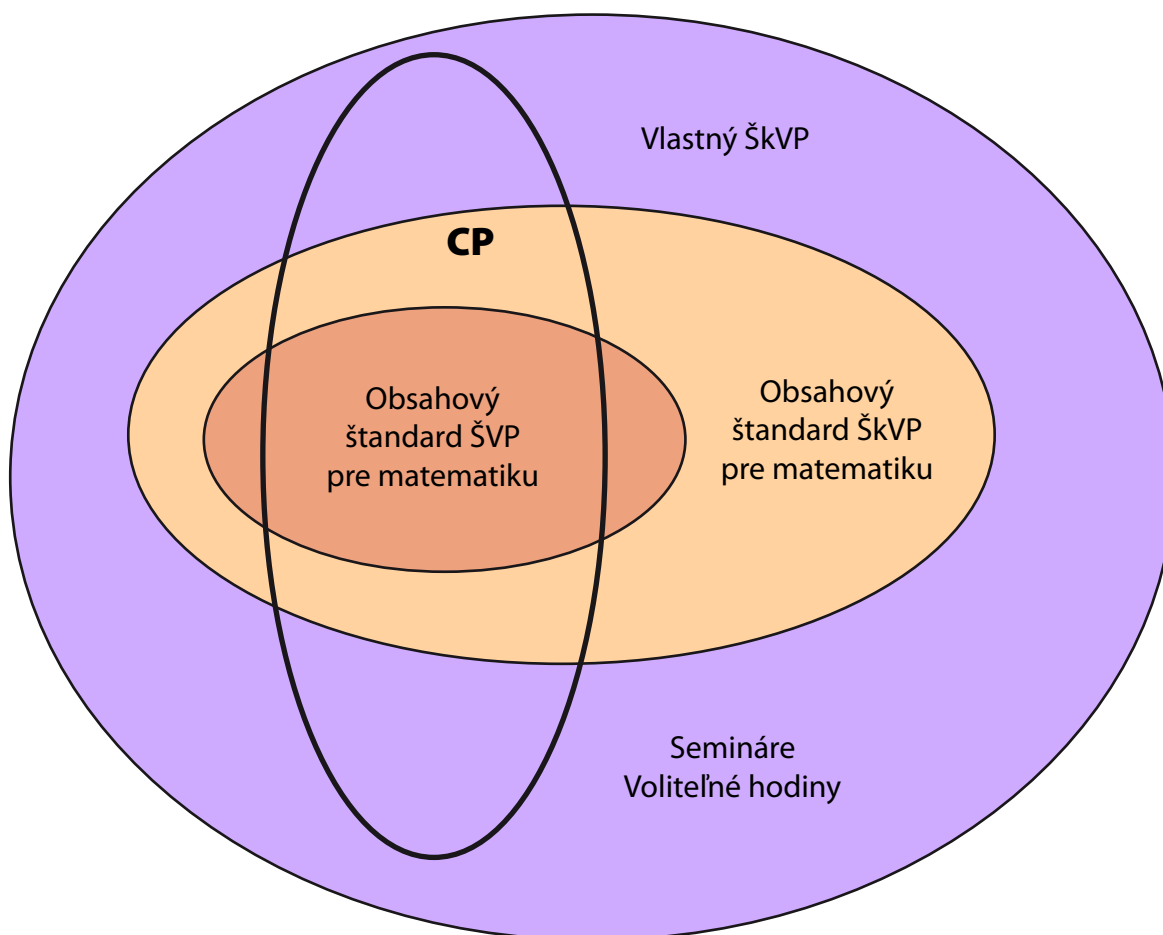 Vlastný ŠkVP
CP
Obsahový
štandard ŠVP
pre matematiku
Obsahový
štandard ŠkVP
pre matematiku
Semináre
Voliteľné hodiny